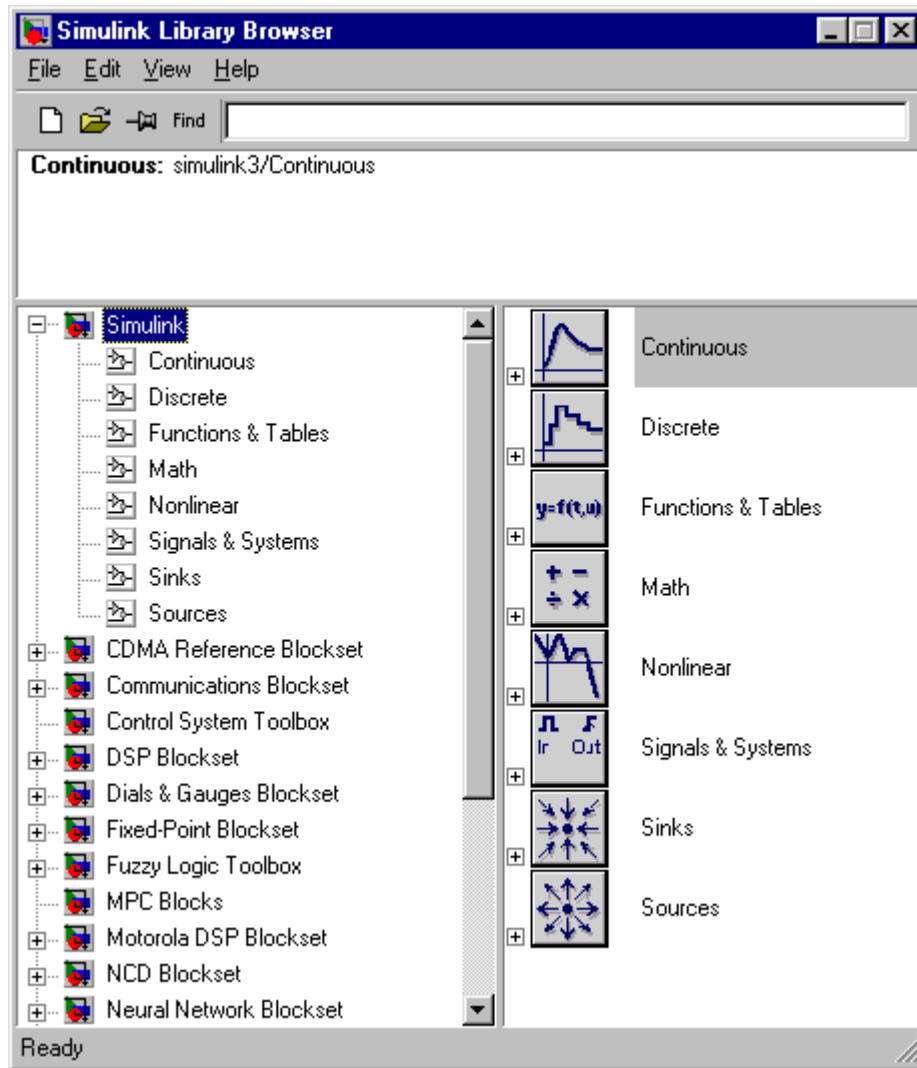 Simulink Library Browser
File Edit View Help
Find
Continuous: simulink3/Continuous
Simulink
Continuous
Discrete
Functions & Tables
Math
Nonlinear
Signals & Systems
Sinks
Sources
CDMA Reference Blockset
Communications Blockset
Control System Toolbox
DSP Blockset
Dials & Gauges Blockset
Fixed-Point Blockset
Fuzzy Logic Toolbox
MPC Blocks
Motorola DSP Blockset
NCD Blockset
Neural Network Blockset
Continuous
Discrete
y=f(t,u) Functions & Tables
+ -
÷ × Math
Nonlinear
In Out Signals & Systems
Sinks
Sources
Ready